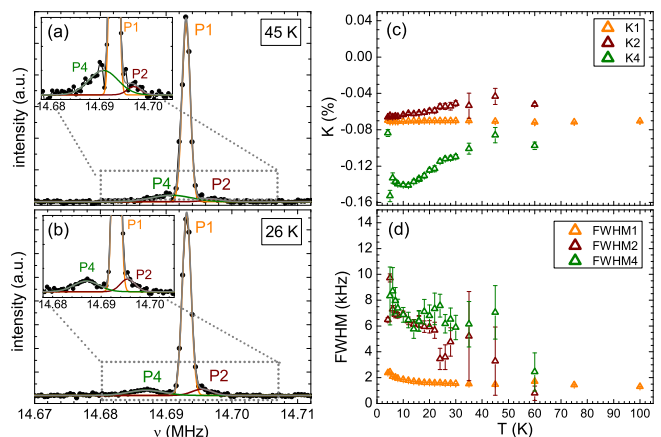 (a)
45 K
P1
P4
P2
14.68 14.69 14.70
P4
P2
intensity (a.u.)
(b)
26 K
P1
P4
P2
14.68 14.69 14.70
P4
P2
intensity (a.u.)
14.67 14.68 14.69 14.70 14.71
ν (MHz)
(c)
K1
K2
K4
0.04
0.00
-0.04
-0.08
-0.12
-0.16
K (%)
(d)
FWHM1
FWHM2
FWHM4
14
12
10
8
6
4
2
0
FWHM (kHz)
0 10 20 30 40 50 60 70 80 90 100
T (K)